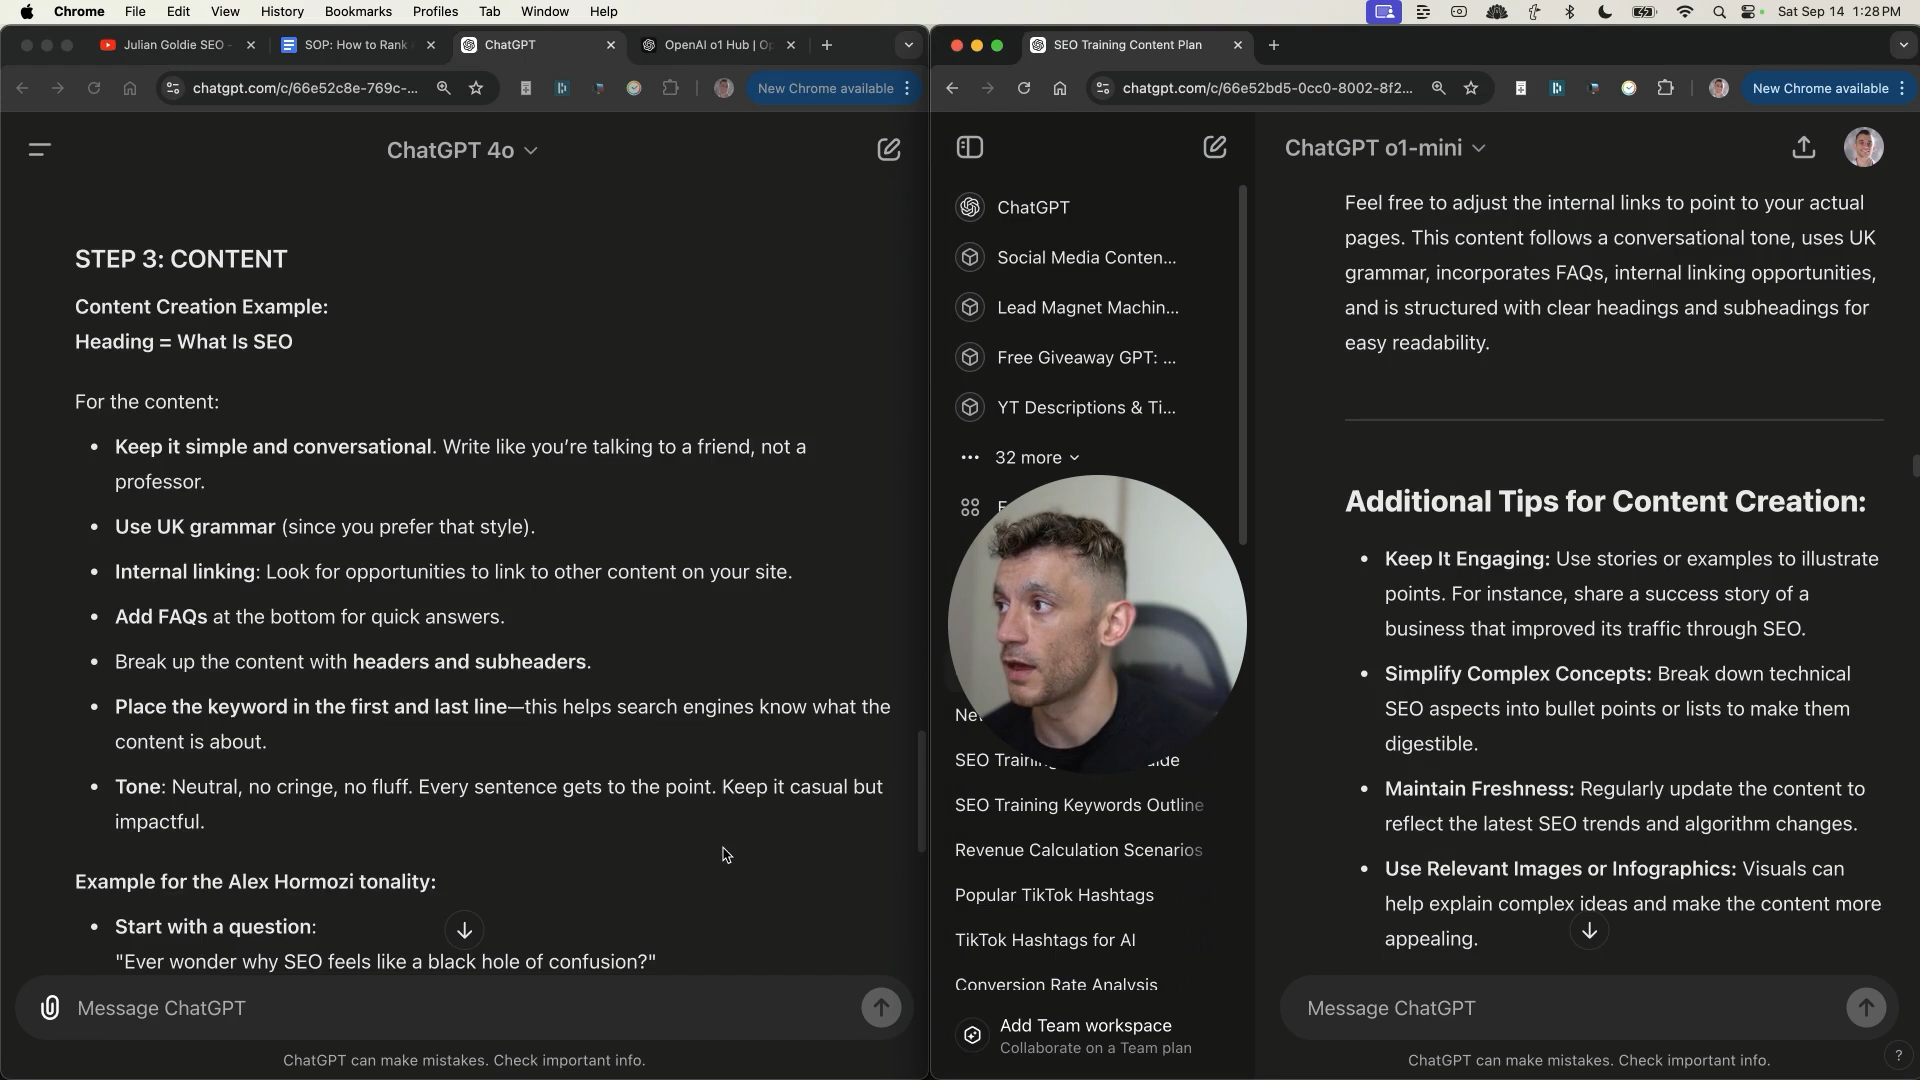 Chrome File Edit View History Bookmarks Profiles Tab Window Help
Sat Sep 14 1:28 PM
Julian Goldie SEO -
SOP: How to Rank
ChatGPT
OpenAI o1 Hub | O
chatgpt.com/c/66e52c8e-769c-...
New Chrome available
ChatGPT 4o
STEP 3: CONTENT
Content Creation Example:
Heading = What Is SEO
For the content:
• Keep it simple and conversational. Write like you're talking to a friend, not a
professor.
• Use UK grammar (since you prefer that style).
• Internal linking: Look for opportunities to link to other content on your site.
• Add FAQs at the bottom for quick answers.
• Break up the content with headers and subheaders.
• Place the keyword in the first and last line—this helps search engines know what the
content is about.
• Tone: Neutral, no cringe, no fluff. Every sentence gets to the point. Keep it casual but
impactful.
Example for the Alex Hormozi tonality:
• Start with a question:
"Ever wonder why SEO feels like a black hole of confusion?"
Message ChatGPT
ChatGPT can make mistakes. Check important info.
SEO Training Content Plan
chatgpt.com/c/66e52bd5-0cc0-8002-8f2...
New Chrome available
ChatGPT
Social Media Conten...
Lead Magnet Machin...
Free Giveaway GPT: ...
YT Descriptions & Ti...
32 more
SEO Training
SEO Training Keywords Outline
Revenue Calculation Scenarios
Popular TikTok Hashtags
TikTok Hashtags for AI
Conversion Rate Analysis
Add Team workspace
Collaborate on a Team plan
ChatGPT o1-mini
Feel free to adjust the internal links to point to your actual
pages. This content follows a conversational tone, uses UK
grammar, incorporates FAQs, internal linking opportunities,
and is structured with clear headings and subheadings for
easy readability.
Additional Tips for Content Creation:
• Keep It Engaging: Use stories or examples to illustrate
points. For instance, share a success story of a
business that improved its traffic through SEO.
• Simplify Complex Concepts: Break down technical
SEO aspects into bullet points or lists to make them
digestible.
• Maintain Freshness: Regularly update the content to
reflect the latest SEO trends and algorithm changes.
• Use Relevant Images or Infographics: Visuals can
help explain complex ideas and make the content more
appealing.
Message ChatGPT
ChatGPT can make mistakes. Check important info.
?